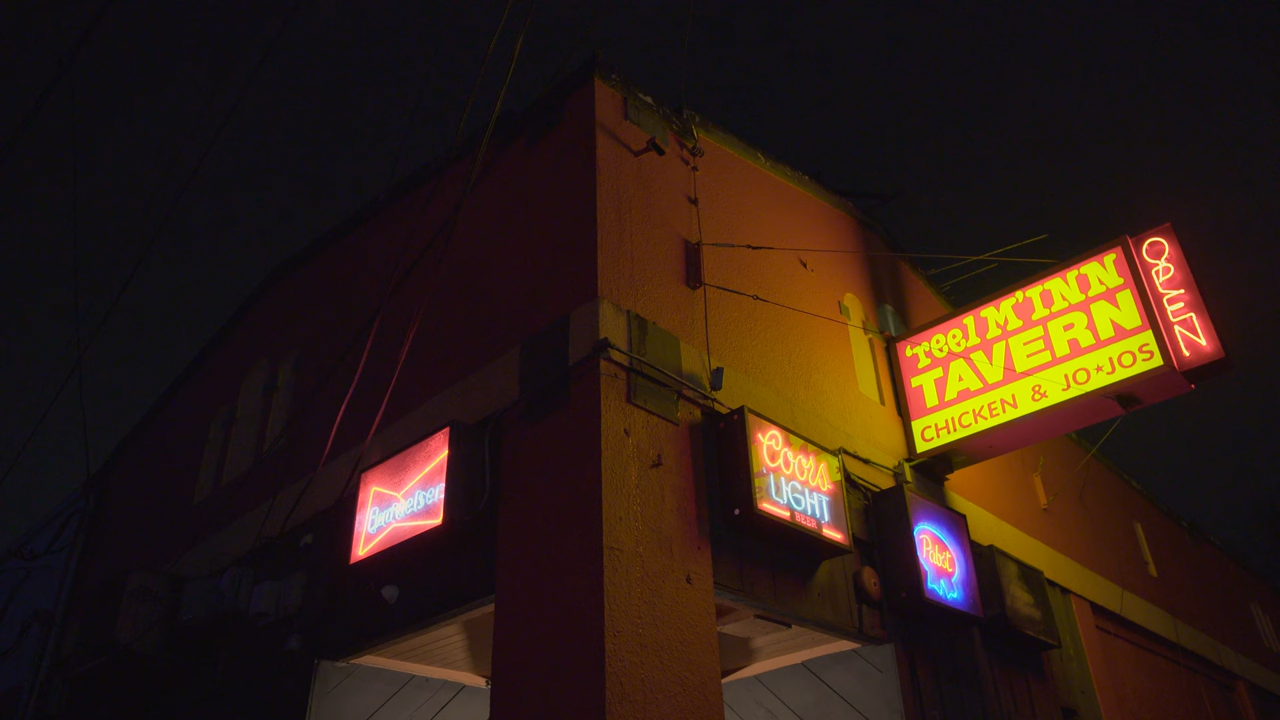 'reel M'INN
TAVERN
CHICKEN & JO★JOS
OPEN
Budweiser
Coors
LIGHT
BEER
Pabst